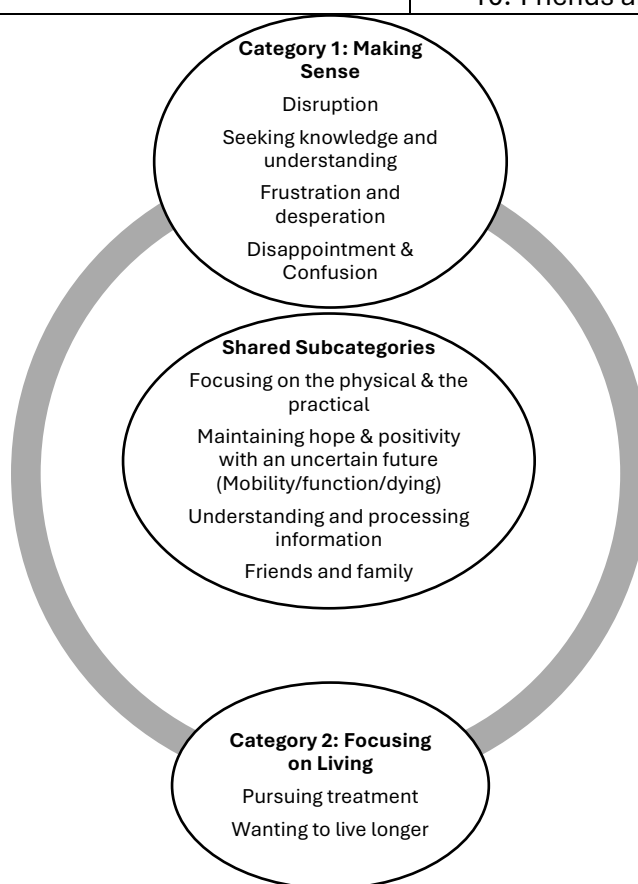 10. Friends a
Category 1: Making
Sense
Disruption
Seeking knowledge and
understanding
Frustration and
desperation
Disappointment &
Confusion
Shared Subcategories
Focusing on the physical & the
practical
Maintaining hope & positivity
with an uncertain future
(Mobility/function/dying)
Understanding and processing
information
Friends and family
Category 2: Focusing
on Living
Pursuing treatment
Wanting to live longer